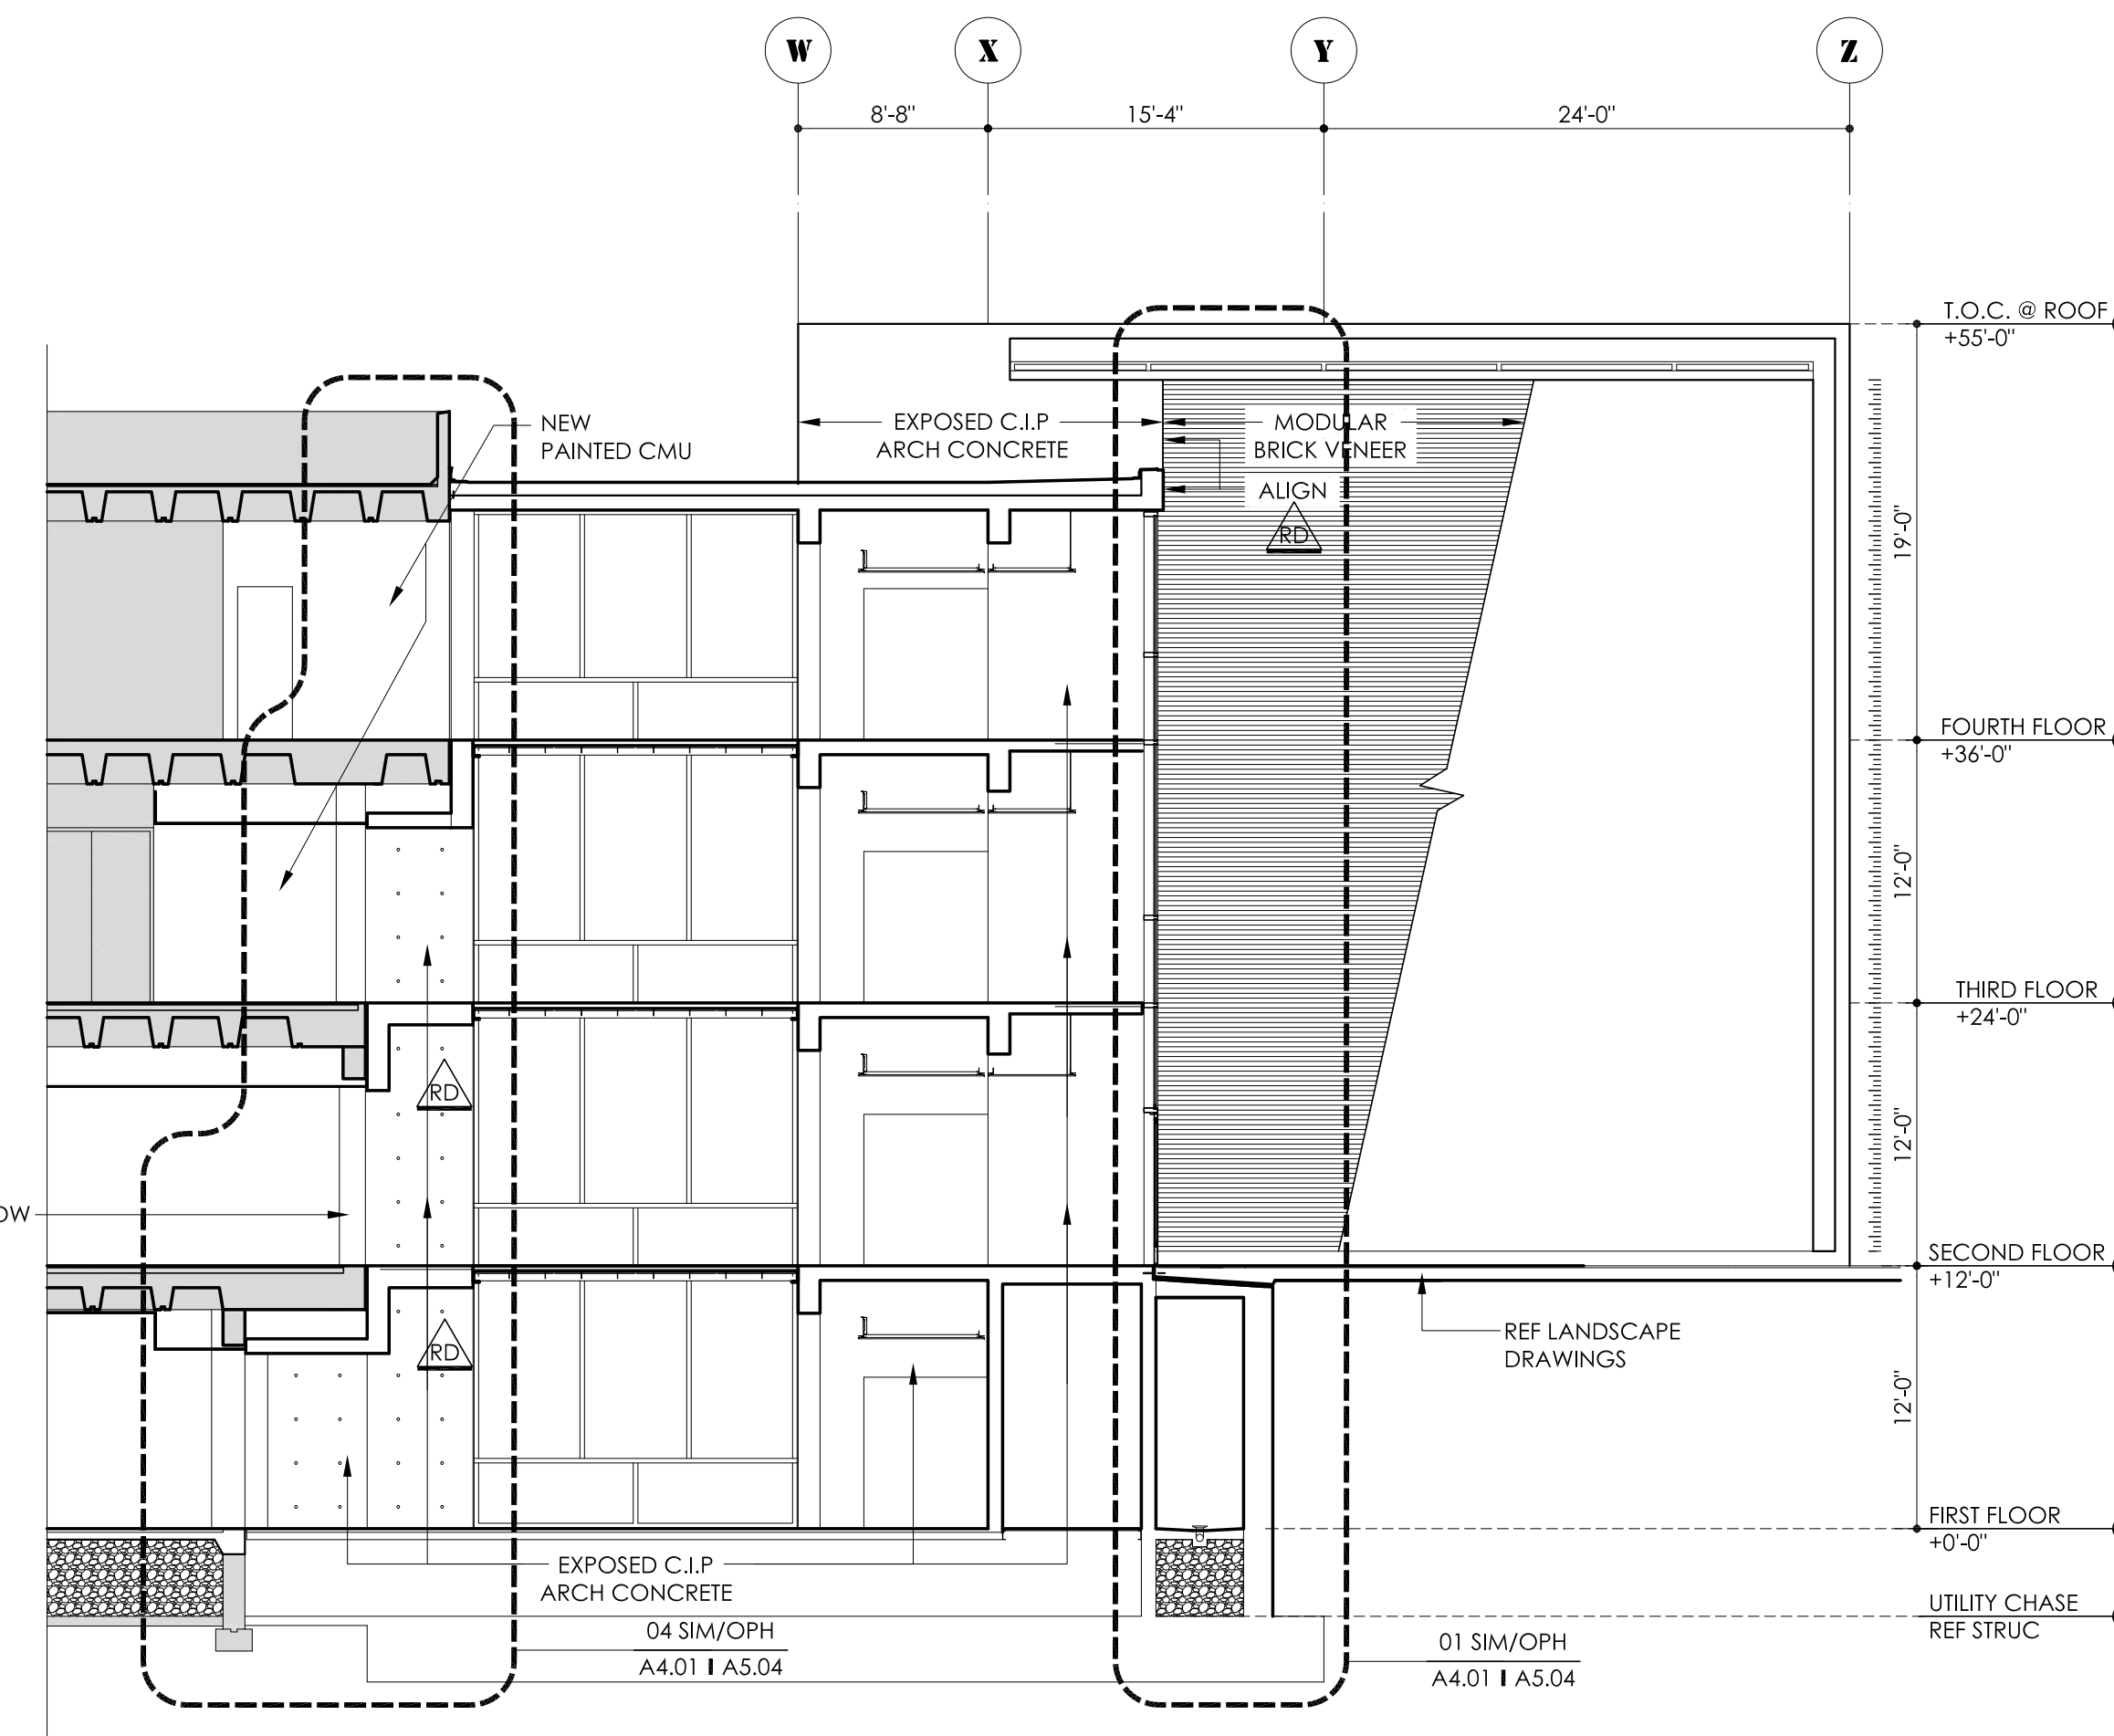 W
X
Y
Z
8'-8"
15'-4"
24'-0"
T.O.C. @ ROOF
+55'-0"
NEW
PAINTED CMU
EXPOSED C.I.P
ARCH CONCRETE
MODULAR
BRICK VENEER
ALIGN
RD
19'-0"
FOURTH FLOOR
+36'-0"
12'-0"
THIRD FLOOR
+24'-0"
RD
12'-0"
OW
SECOND FLOOR
+12'-0"
RD
REF LANDSCAPE
DRAWINGS
12'-0"
FIRST FLOOR
+0'-0"
EXPOSED C.I.P
ARCH CONCRETE
UTILITY CHASE
REF STRUC
04 SIM/OPH
A4.01 A5.04
01 SIM/OPH
A4.01 A5.04